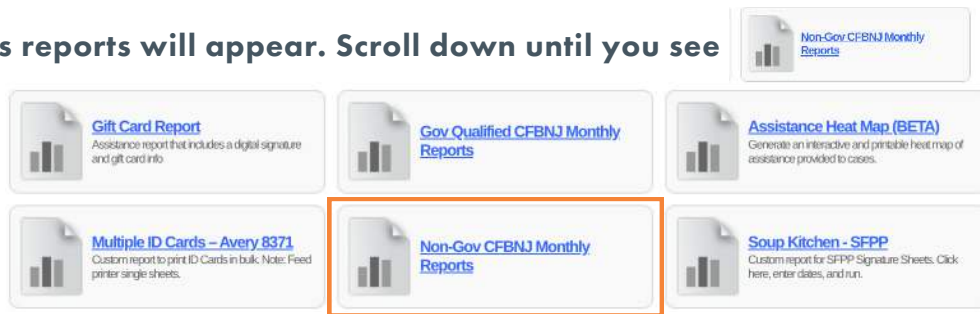 s reports will appear. Scroll down until you see
Non-Gov CFBNJ Monthly
Reports
Gift Card Report
Assistance report that includes a digital signature
and gift card info
Gov Qualified CFBNJ Monthly
Reports
Assistance Heat Map (BETA)
Generate an interactive and printable heat map of
assistance provided to cases.
Multiple ID Cards – Avery 8371
Custom report to print ID Cards in bulk. Note: Feed
printer single sheets.
Non-Gov CFBNJ Monthly
Reports
Soup Kitchen - SFPP
Custom report for SFPP Signature Sheets. Click
here, enter dates, and run.